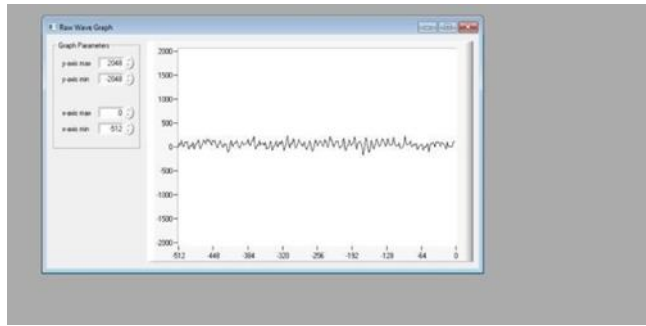 Raw Wave Graph
Graph Parameters
y-axis max 2048
y-axis min -2048
x-axis max 0
x-axis min -512
2000
1500
1000
500
0
-500
-1000
-1500
-2000
-512 -448 -384 -320 -256 -192 -128 -64 0